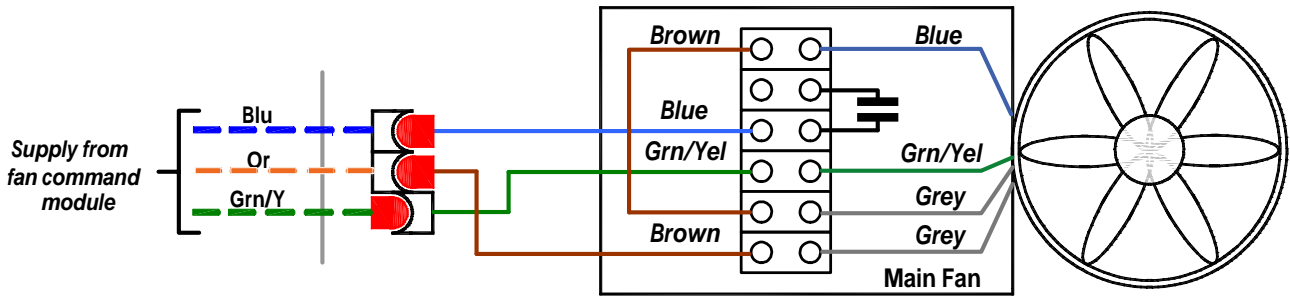 Supply from
fan command
module
Blu
Or
Grn/Y
Brown
Blue
Blue
Grn/Yel
Grn/Yel
Grey
Brown
Grey
Main Fan